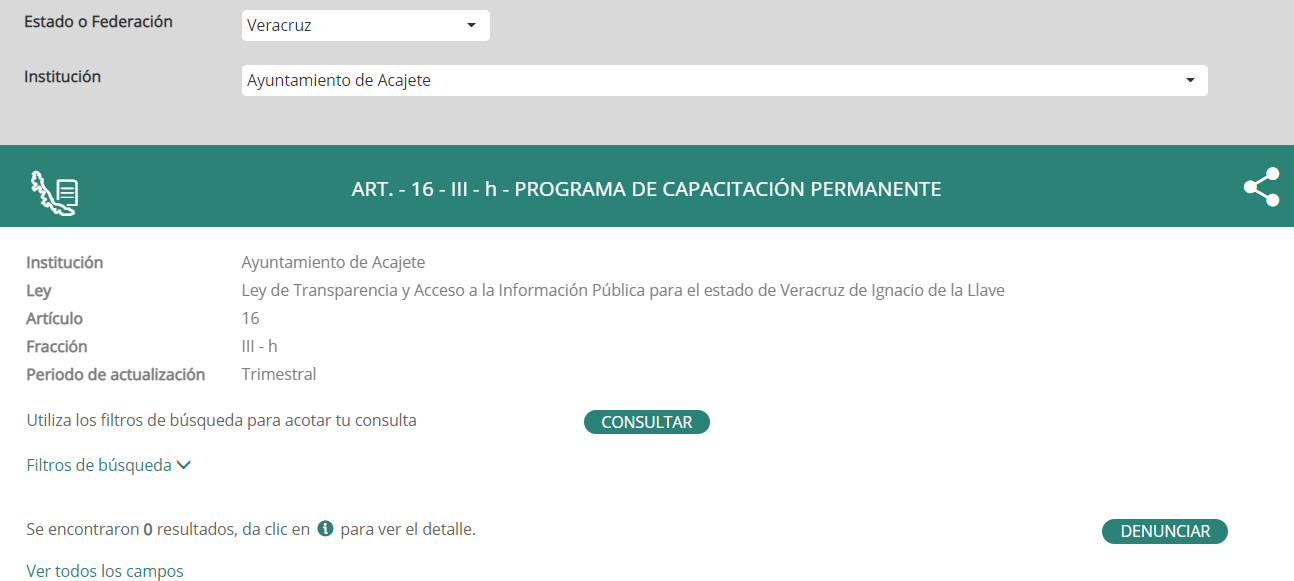 Estado o Federación Veracruz
Institución Ayuntamiento de Acajete
ART. - 16 - III - h - PROGRAMA DE CAPACITACIÓN PERMANENTE
Institución Ayuntamiento de Acajete
Ley Ley de Transparencia y Acceso a la Información Pública para el estado de Veracruz de Ignacio de la Llave
Artículo 16
Fracción III - h
Periodo de actualización Trimestral
Utiliza los filtros de búsqueda para acotar tu consulta CONSULTAR
Filtros de búsqueda
Se encontraron 0 resultados, da clic en i para ver el detalle. DENUNCIAR
Ver todos los campos